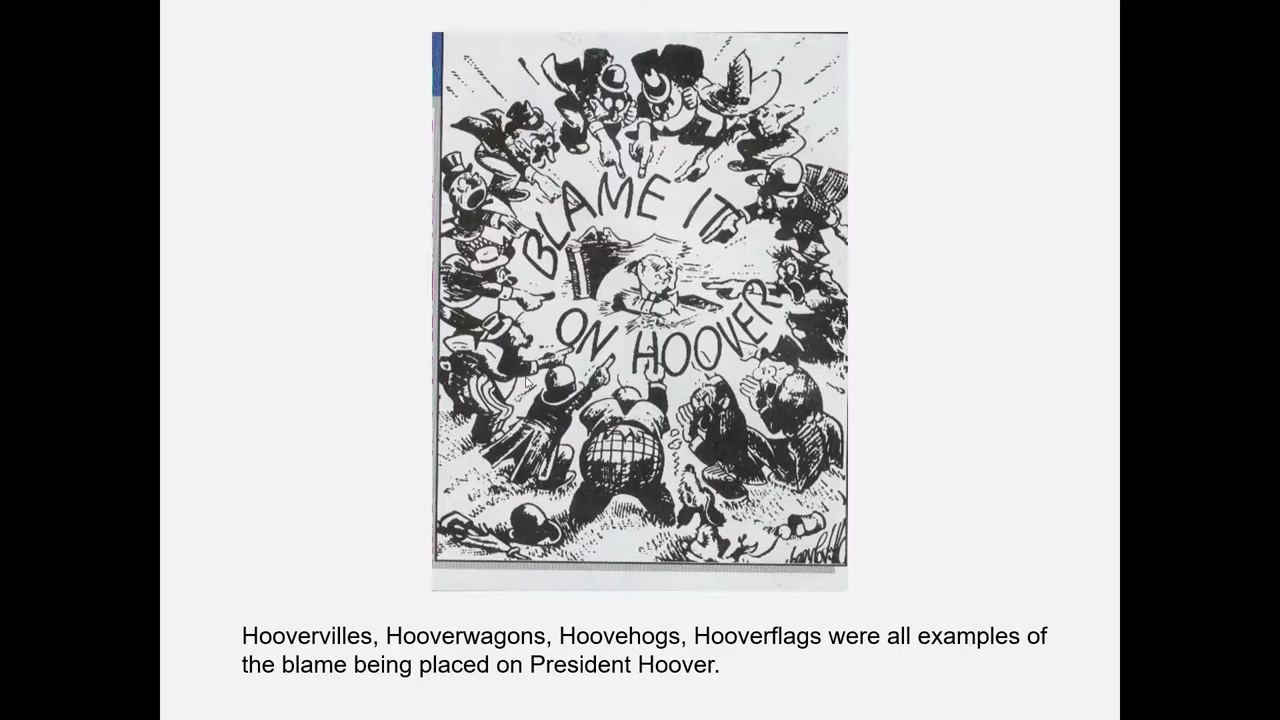 BLAME IT
ON HOOVER
Hoovervilles, Hooverwagons, Hoovehogs, Hooverflags were all examples of
the blame being placed on President Hoover.